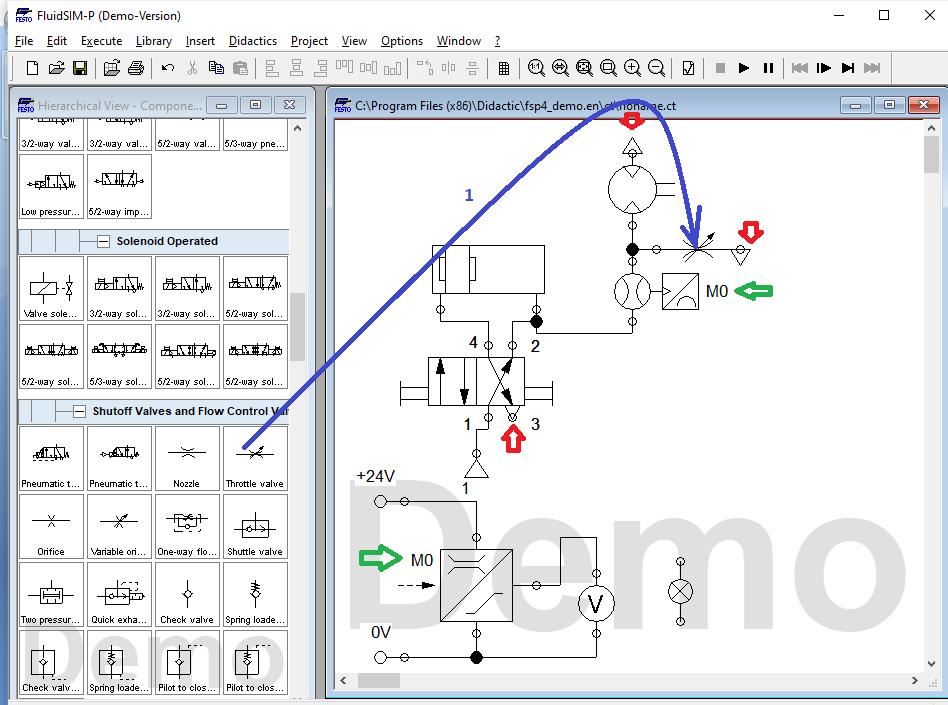 FluidSIM-P (Demo-Version)
File Edit Execute Library Insert Didactics Project View Options Window ?
1:1
Hierarchical View - Compone...
3/2-way val... 3/2-way val... 5/2-way val... 5/3-way pne...
Low pressur... 5/2-way imp...
Solenoid Operated
Valve sole... 3/2-way sol... 3/2-way sol... 5/2-way sol...
5/2-way sol... 5/3-way sol... 5/2-way sol... 5/2-way sol...
Shutoff Valves and Flow Control Val
Pneumatic t... Pneumatic t... Nozzle Throttle valve
Orifice Variable ori... One-way flo... Shuttle valve
Two pressur... Quick exha... Check valve Spring loade...
Check valv... Spring loade... Pilot to clos... Pilot to clos...
Demo
C:\Program Files (x86)\Didactic\fsp4_demo.en\ct\noname.ct
1
M0
4
2
1
3
1
+24V
M0
V
0V
Demo
FESTO
FESTO
FESTO